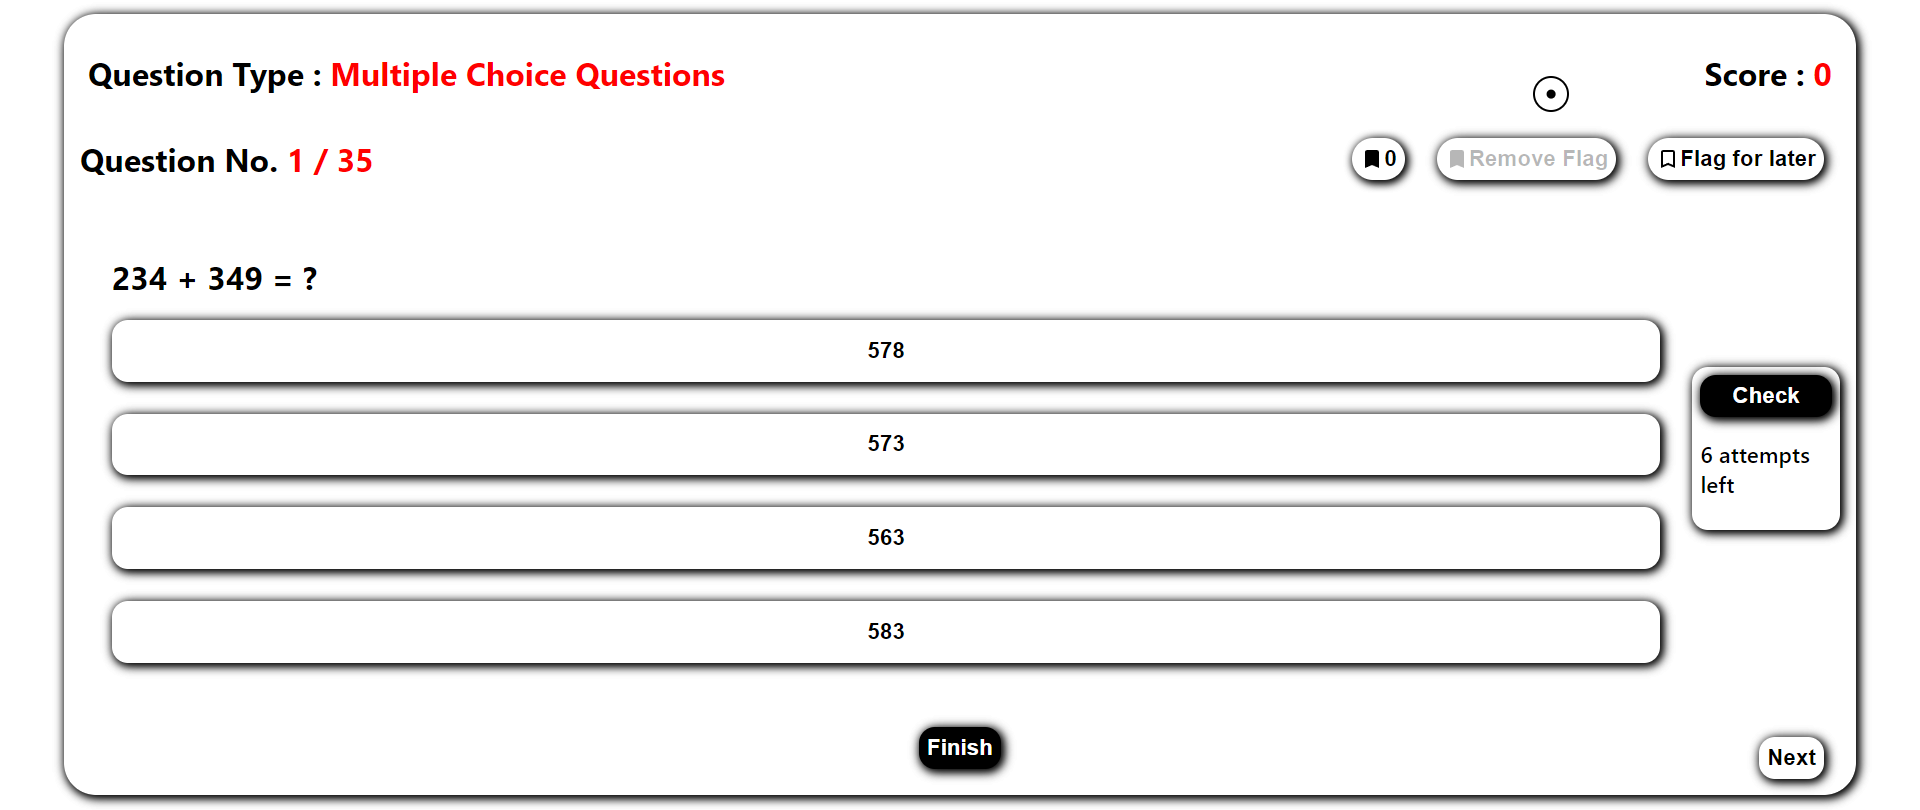 Question Type : Multiple Choice Questions
Score : 0
Question No. 1 / 35
0
Remove Flag
Flag for later
234 + 349 = ?
578
573
563
583
Check
6 attempts
left
Finish
Next